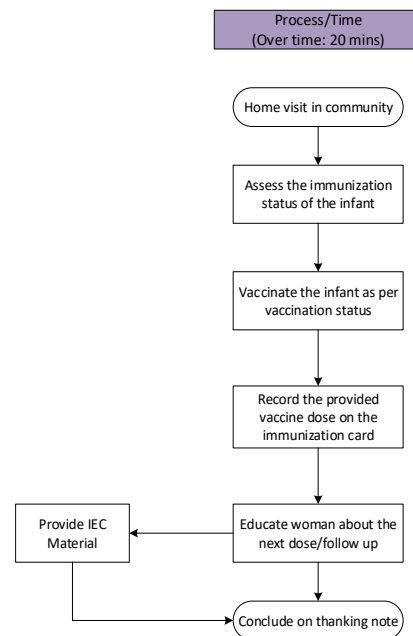 Process/Time
(Over time: 20 mins)
Home visit in community
Assess the immunization
status of the infant
Vaccinate the infant as per
vaccination status
Record the provided
vaccine dose on the
immunization card
Provide IEC
Material
Educate woman about the
next dose/follow up
Conclude on thanking note